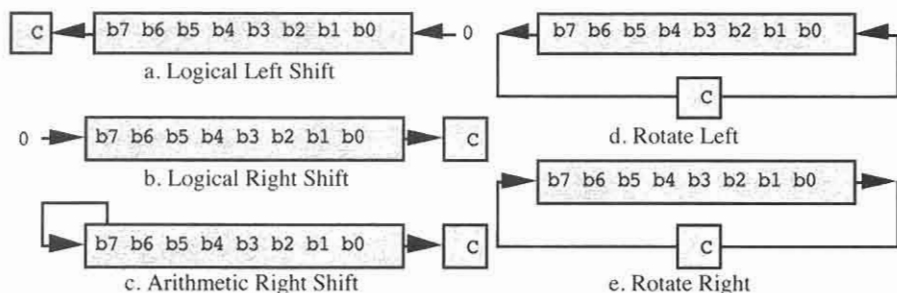 C b7 b6 b5 b4 b3 b2 b1 b0 0
a. Logical Left Shift
0 b7 b6 b5 b4 b3 b2 b1 b0 C
b. Logical Right Shift
b7 b6 b5 b4 b3 b2 b1 b0 C
c. Arithmetic Right Shift
b7 b6 b5 b4 b3 b2 b1 b0
C
d. Rotate Left
b7 b6 b5 b4 b3 b2 b1 b0
C
e. Rotate Right